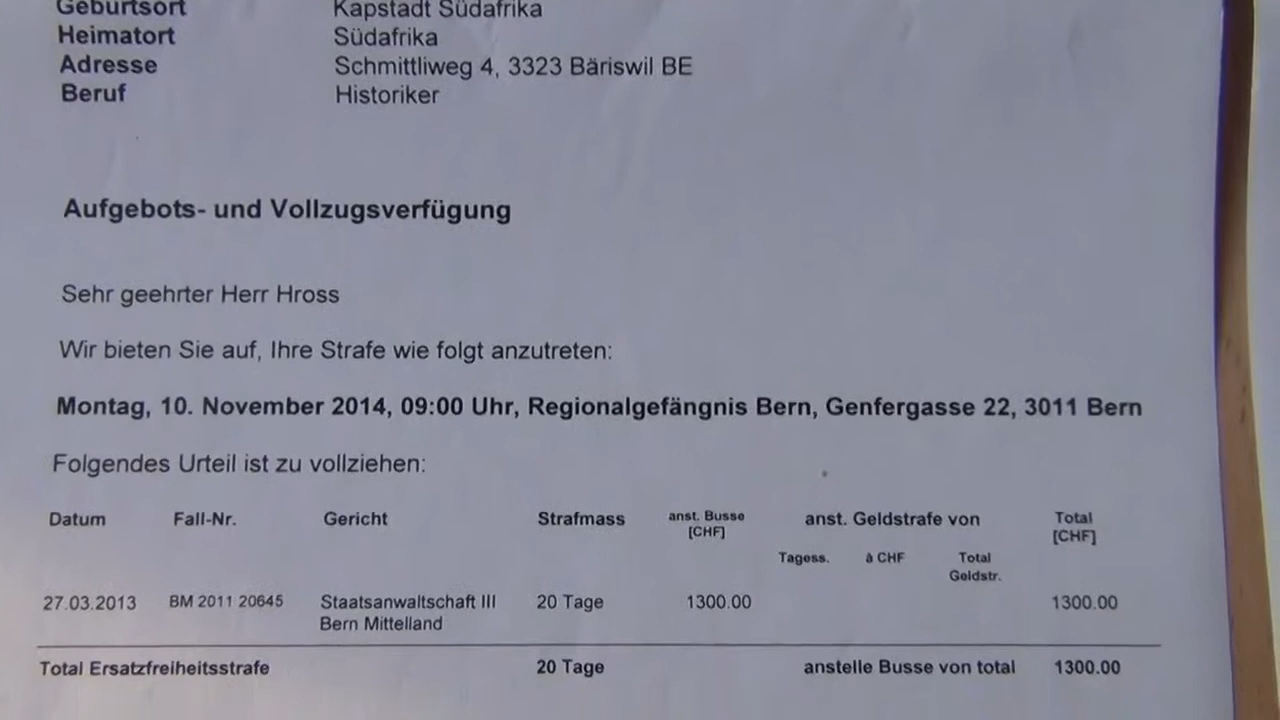 Geburtsort Kapstadt Südafrika
Heimatort Südafrika
Adresse Schmittliweg 4, 3323 Bäriswil BE
Beruf Historiker
Aufgebots- und Vollzugsverfügung
Sehr geehrter Herr Hross
Wir bieten Sie auf, Ihre Strafe wie folgt anzutreten:
Montag, 10. November 2014, 09:00 Uhr, Regionalgefängnis Bern, Genfergasse 22, 3011 Bern
Folgendes Urteil ist zu vollziehen:
Datum Fall-Nr. Gericht Strafmass anst. Busse anst. Geldstrafe von Total
[CHF] [CHF]
Tagess. à CHF Total
Geldstr.
27.03.2013 BM 2011 20645 Staatsanwaltschaft III 20 Tage 1300.00 1300.00
Bern Mittelland
Total Ersatzfreiheitsstrafe 20 Tage anstelle Busse von total 1300.00